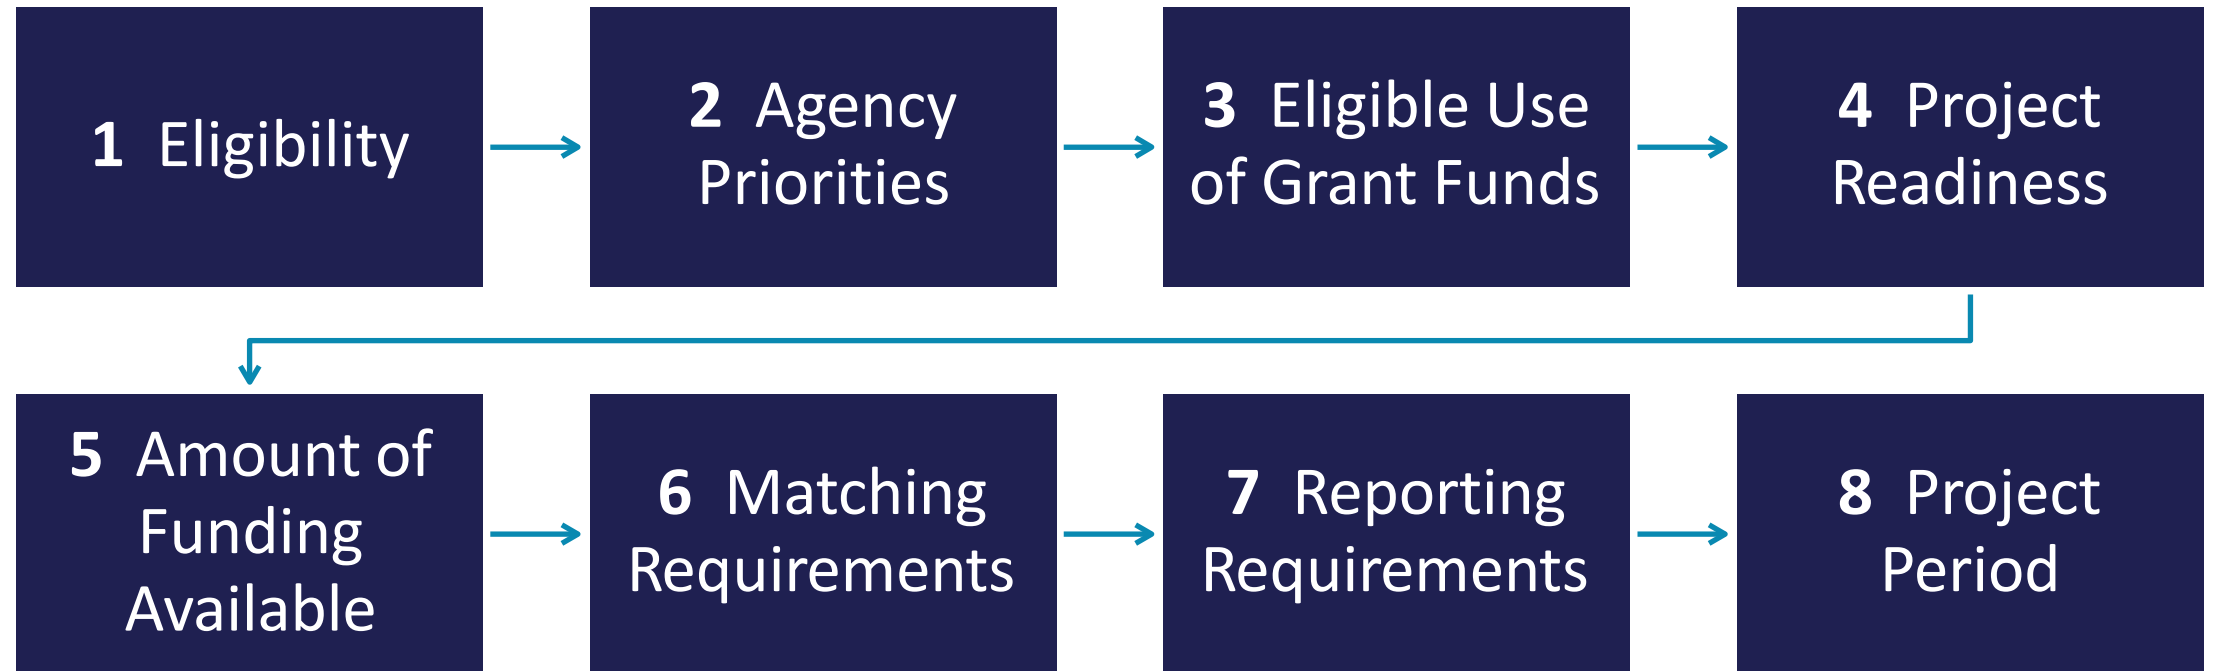 1 Eligibility
2 Agency
Priorities
3 Eligible Use
of Grant Funds
4 Project
Readiness
5 Amount of
Funding
Available
6 Matching
Requirements
7 Reporting
Requirements
8 Project
Period